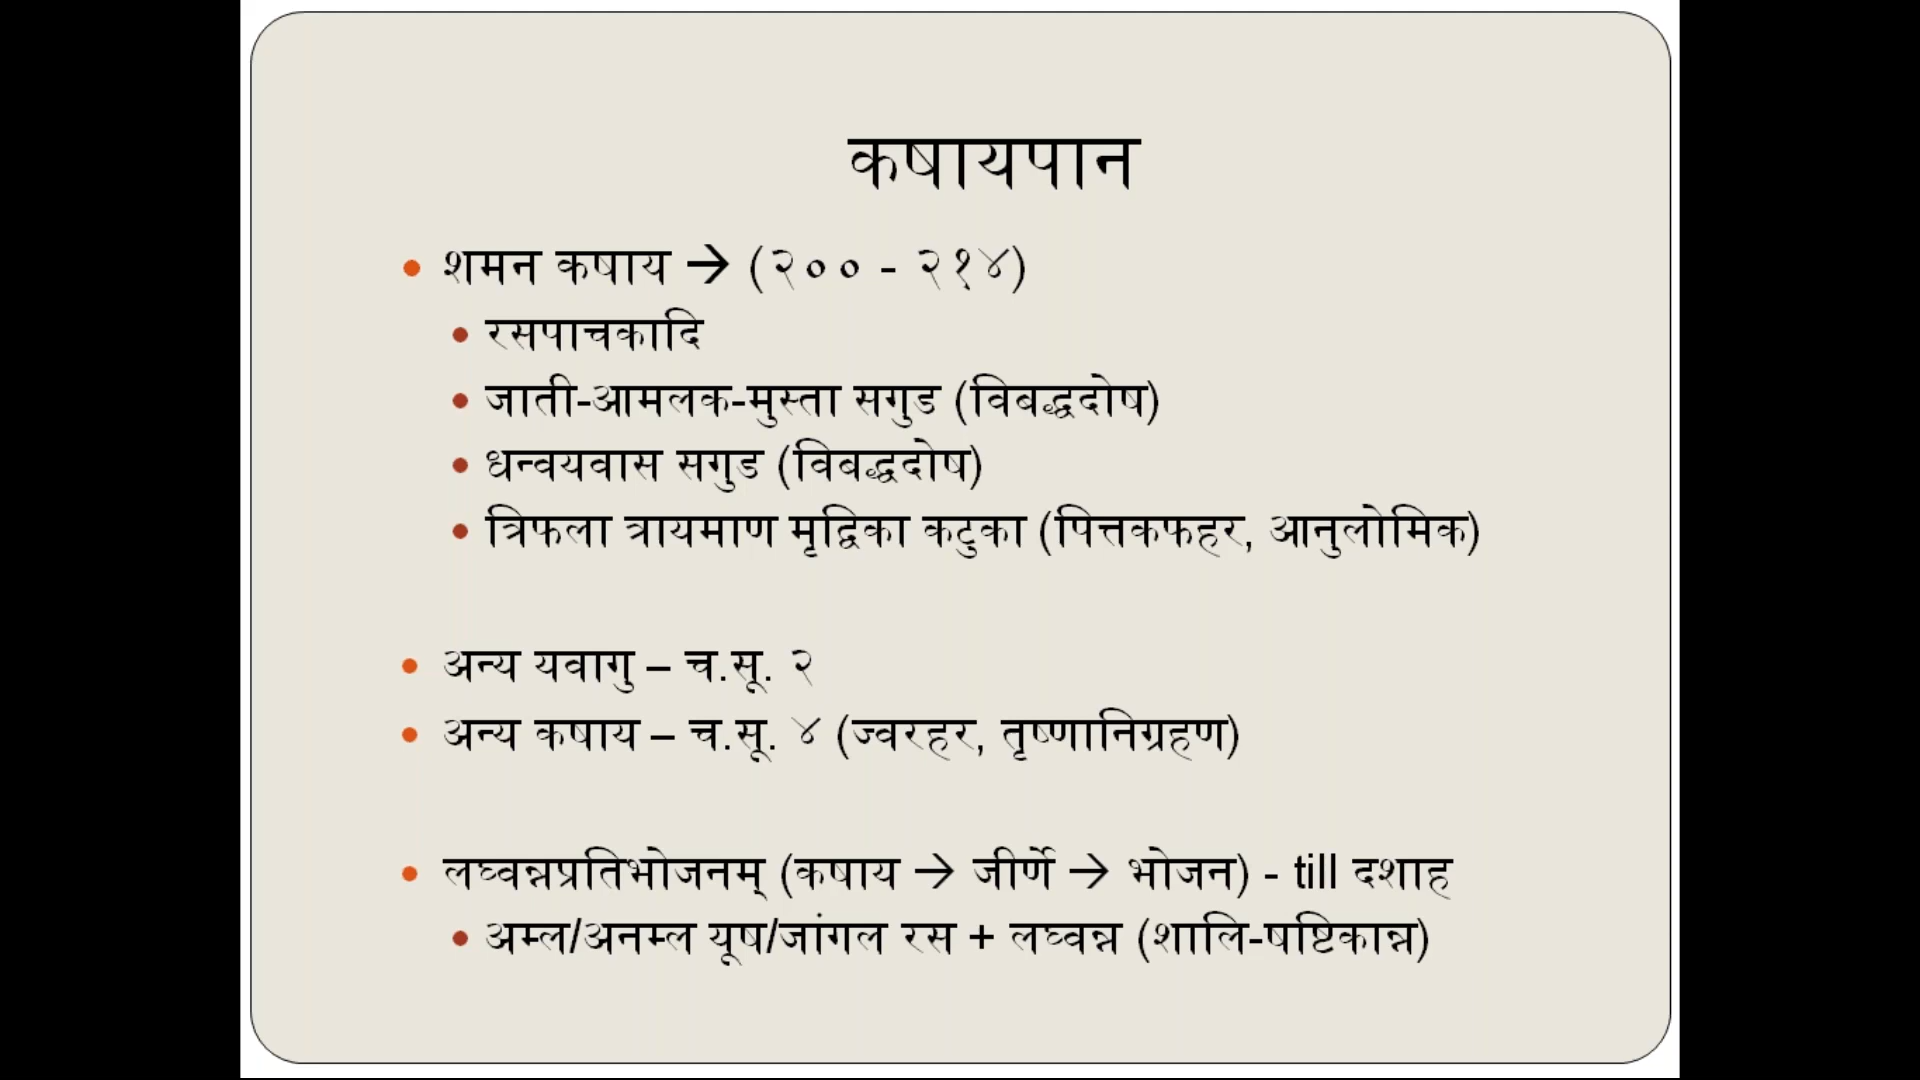 कषायपान
• शमन कषाय → (२०० - २१४)
• रसपाचकादि
• जाती-आमलक-मुस्ता सगुड (विबद्धदोष)
• धन्वयवास सगुड (विबद्धदोष)
• त्रिफला त्रायमाण मृद्विका कटुका (पित्तकफहर, आनुलोमिक)
• अन्य यवागु – च.सू. २
• अन्य कषाय – च.सू. ४ (ज्वरहर, तृष्णानिग्रहण)
• लघ्वन्नप्रतिभोजनम् (कषाय → जीर्णे → भोजन) - till दशाह
• अम्ल/अनम्ल यूष/जांगल रस + लघ्वन्न (शालि-षष्टिकान्न)